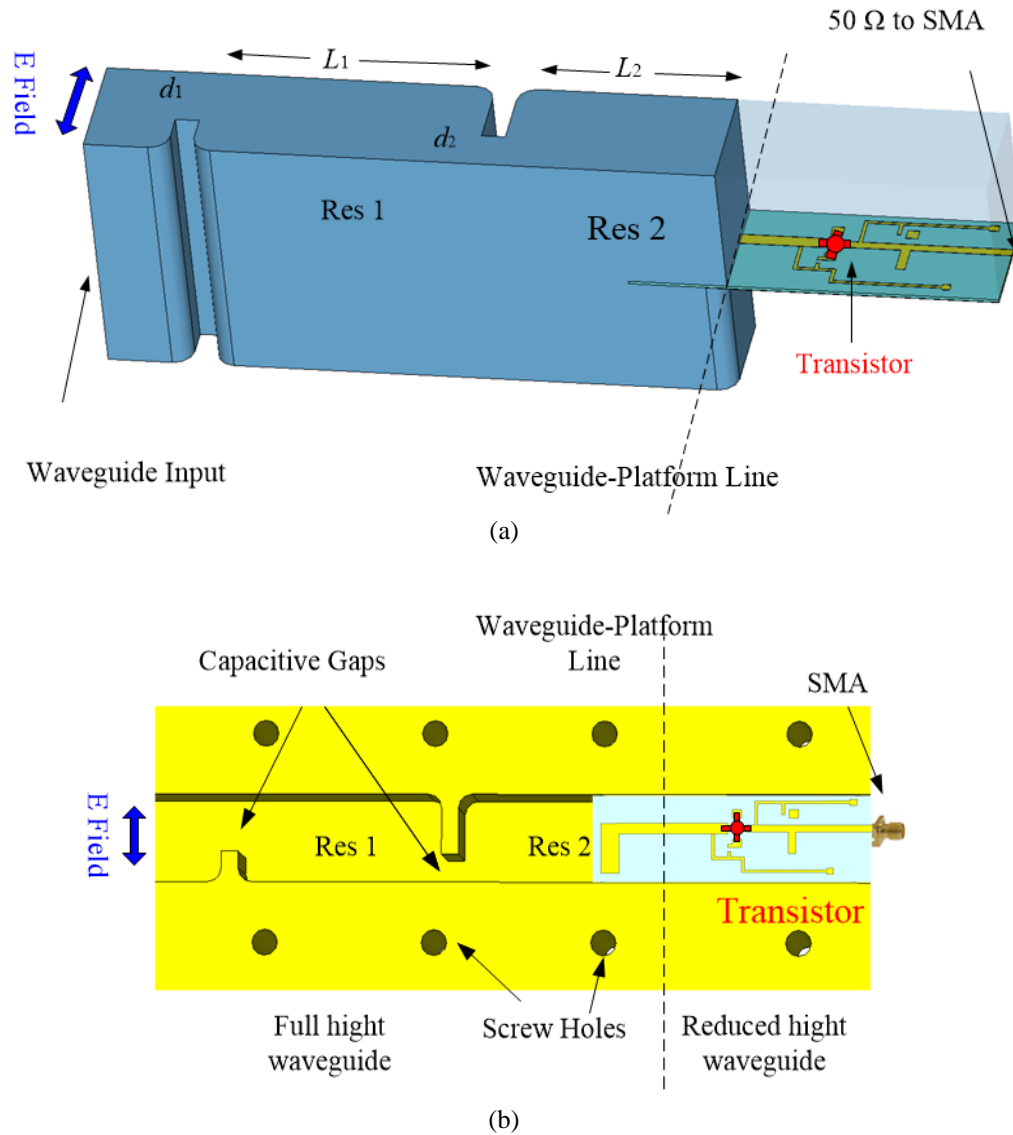 50 Ω to SMA
E Field
d1
L1
L2
d2
Res 1
Res 2
Transistor
Waveguide Input
Waveguide-Platform Line
(a)
Waveguide-Platform
Line
Capacitive Gaps
SMA
E Field
Res 1
Res 2
Transistor
Full hight
waveguide
Screw Holes
Reduced hight
waveguide
(b)